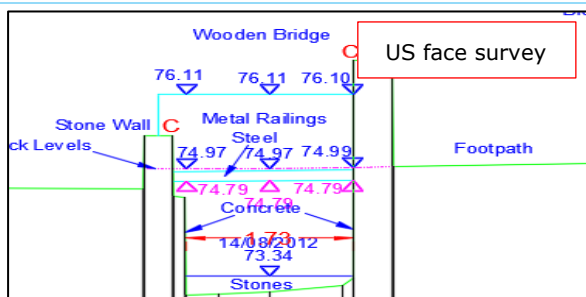 Wooden Bridge
US face survey
C
76.11 76.11 76.10
Metal Railings
Stone Wall C
Steel
ck Levels
74.97 74.97 74.99
Footpath
74.79 74.79
74.79
Concrete
1.73
14/08/2012
73.34
Stones